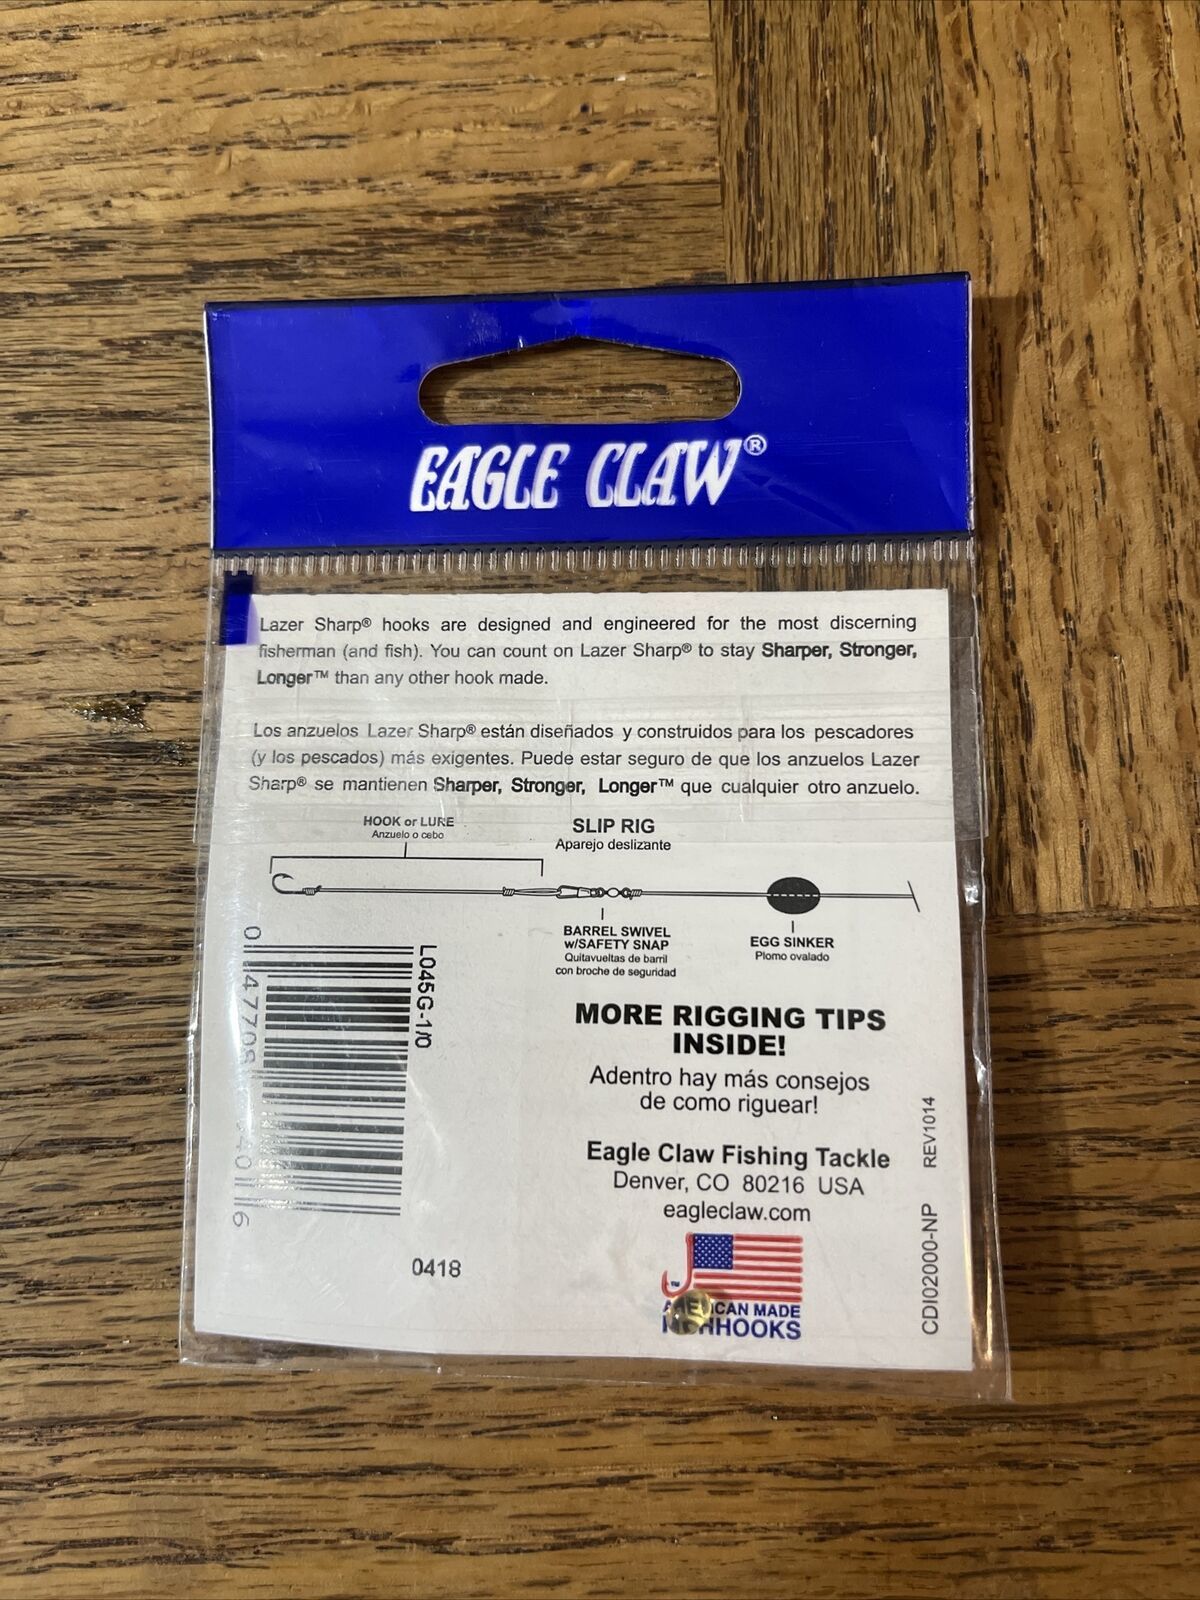 EAGLE CLAW®
Lazer Sharp® hooks are designed and engineered for the most discerning
fisherman (and fish). You can count on Lazer Sharp® to stay Sharper, Stronger,
Longer™ than any other hook made.
Los anzuelos Lazer Sharp® están diseñados y construidos para los pescadores
(y los pescados) más exigentes. Puede estar seguro de que los anzuelos Lazer
Sharp® se mantienen Sharper, Stronger, Longer™ que cualquier otro anzuelo.
HOOK or LURE
Anzuelo o cebo
SLIP RIG
Aparejo deslizante
BARREL SWIVEL
w/SAFETY SNAP
Quitavueltas de barril
con broche de seguridad
EGG SINKER
Plomo ovalado
L045G-1/0
0
6
0418
MORE RIGGING TIPS
INSIDE!
Adentro hay más consejos
de como riguear!
Eagle Claw Fishing Tackle
Denver, CO 80216 USA
eagleclaw.com
CAN MADE
HOOKS
CDI02000-NP REV1014